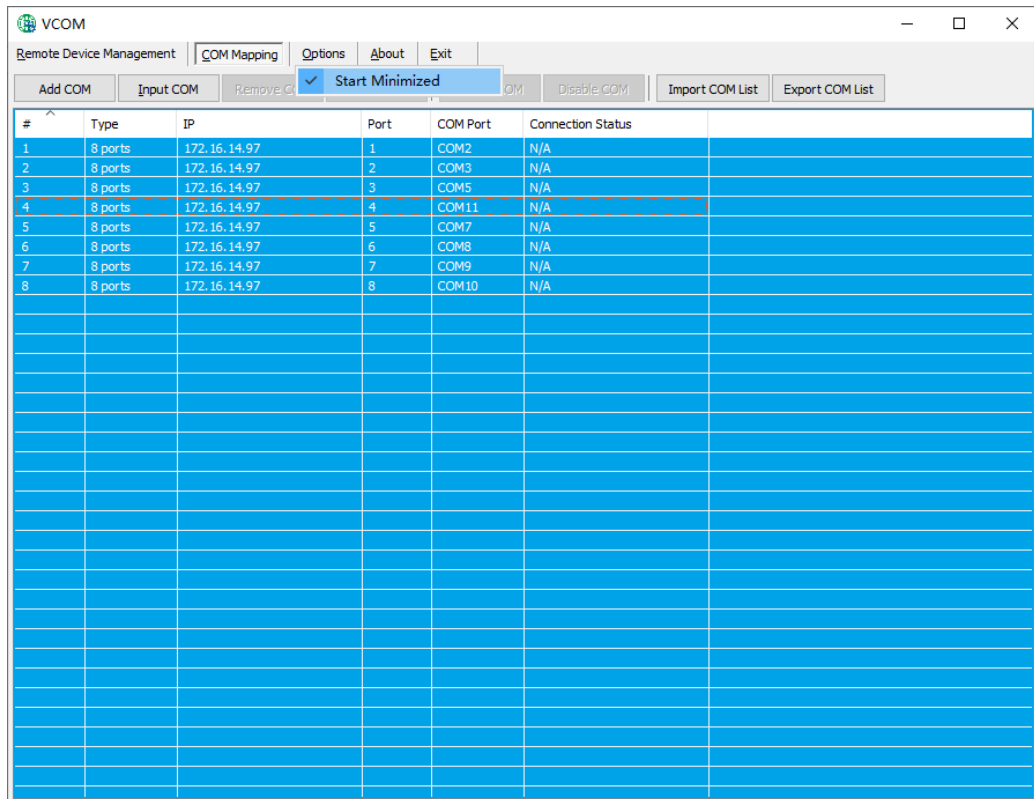 VCOM
Remote Device Management COM Mapping Options About Exit
Start Minimized
Add COM Input COM Remove COM Disable COM Import COM List Export COM List
# Type IP Port COM Port Connection Status
1 8 ports 172.16.14.97 1 COM2 N/A
2 8 ports 172.16.14.97 2 COM3 N/A
3 8 ports 172.16.14.97 3 COM5 N/A
4 8 ports 172.16.14.97 4 COM11 N/A
5 8 ports 172.16.14.97 5 COM7 N/A
6 8 ports 172.16.14.97 6 COM8 N/A
7 8 ports 172.16.14.97 7 COM9 N/A
8 8 ports 172.16.14.97 8 COM10 N/A